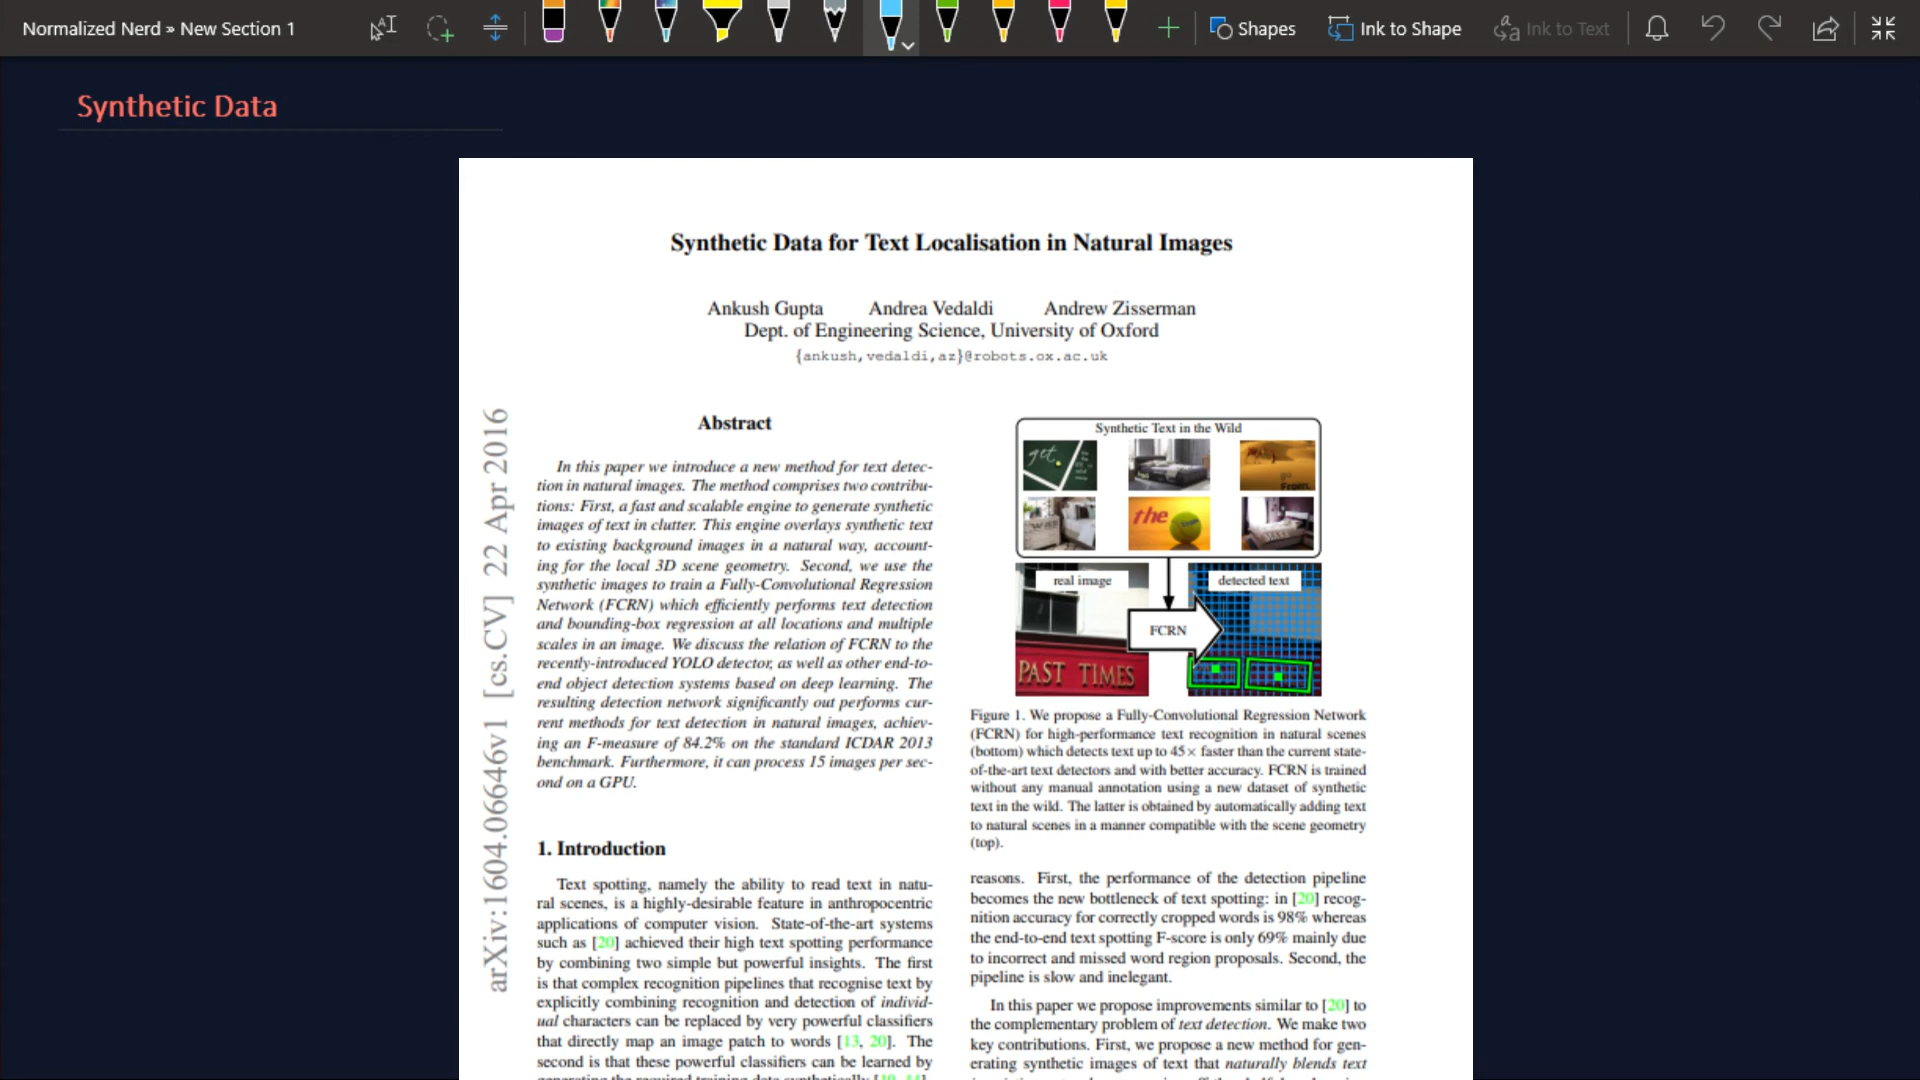 Normalized Nerd » New Section 1
Shapes
Ink to Shape
Ink to Text
Synthetic Data
Synthetic Data for Text Localisation in Natural Images
Ankush Gupta Andrea Vedaldi Andrew Zisserman
Dept. of Engineering Science, University of Oxford
{ankush,vedaldi,az}@robots.ox.ac.uk
arXiv:1604.06646v1 [cs.CV] 22 Apr 2016
Abstract
In this paper we introduce a new method for text detec-
tion in natural images. The method comprises two contribu-
tions: First, a fast and scalable engine to generate synthetic
images of text in clutter. This engine overlays synthetic text
to existing background images in a natural way, account-
ing for the local 3D scene geometry. Second, we use the
synthetic images to train a Fully-Convolutional Regression
Network (FCRN) which efficiently performs text detection
and bounding-box regression at all locations and multiple
scales in an image. We discuss the relation of FCRN to the
recently-introduced YOLO detector, as well as other end-to-
end object detection systems based on deep learning. The
resulting detection network significantly out performs cur-
rent methods for text detection in natural images, achiev-
ing an F-measure of 84.2% on the standard ICDAR 2013
benchmark. Furthermore, it can process 15 images per sec-
ond on a GPU.
1. Introduction
Text spotting, namely the ability to read text in natu-
ral scenes, is a highly-desirable feature in anthropocentric
applications of computer vision. State-of-the-art systems
such as [20] achieved their high text spotting performance
by combining two simple but powerful insights. The first
is that complex recognition pipelines that recognise text by
explicitly combining recognition and detection of individ-
ual characters can be replaced by very powerful classifiers
that directly map an image patch to words [13, 20]. The
second is that these powerful classifiers can be learned by
Synthetic Text in the Wild
get
the
From.
real image
detected text
FCRN
PAST TIMES
Figure 1. We propose a Fully-Convolutional Regression Network
(FCRN) for high-performance text recognition in natural scenes
(bottom) which detects text up to 45× faster than the current state-
of-the-art text detectors and with better accuracy. FCRN is trained
without any manual annotation using a new dataset of synthetic
text in the wild. The latter is obtained by automatically adding text
to natural scenes in a manner compatible with the scene geometry
(top).
reasons. First, the performance of the detection pipeline
becomes the new bottleneck of text spotting: in [20] recog-
nition accuracy for correctly cropped words is 98% whereas
the end-to-end text spotting F-score is only 69% mainly due
to incorrect and missed word region proposals. Second, the
pipeline is slow and inelegant.
In this paper we propose improvements similar to [20] to
the complementary problem of text detection. We make two
key contributions. First, we propose a new method for gen-
erating synthetic images of text that naturally blends text